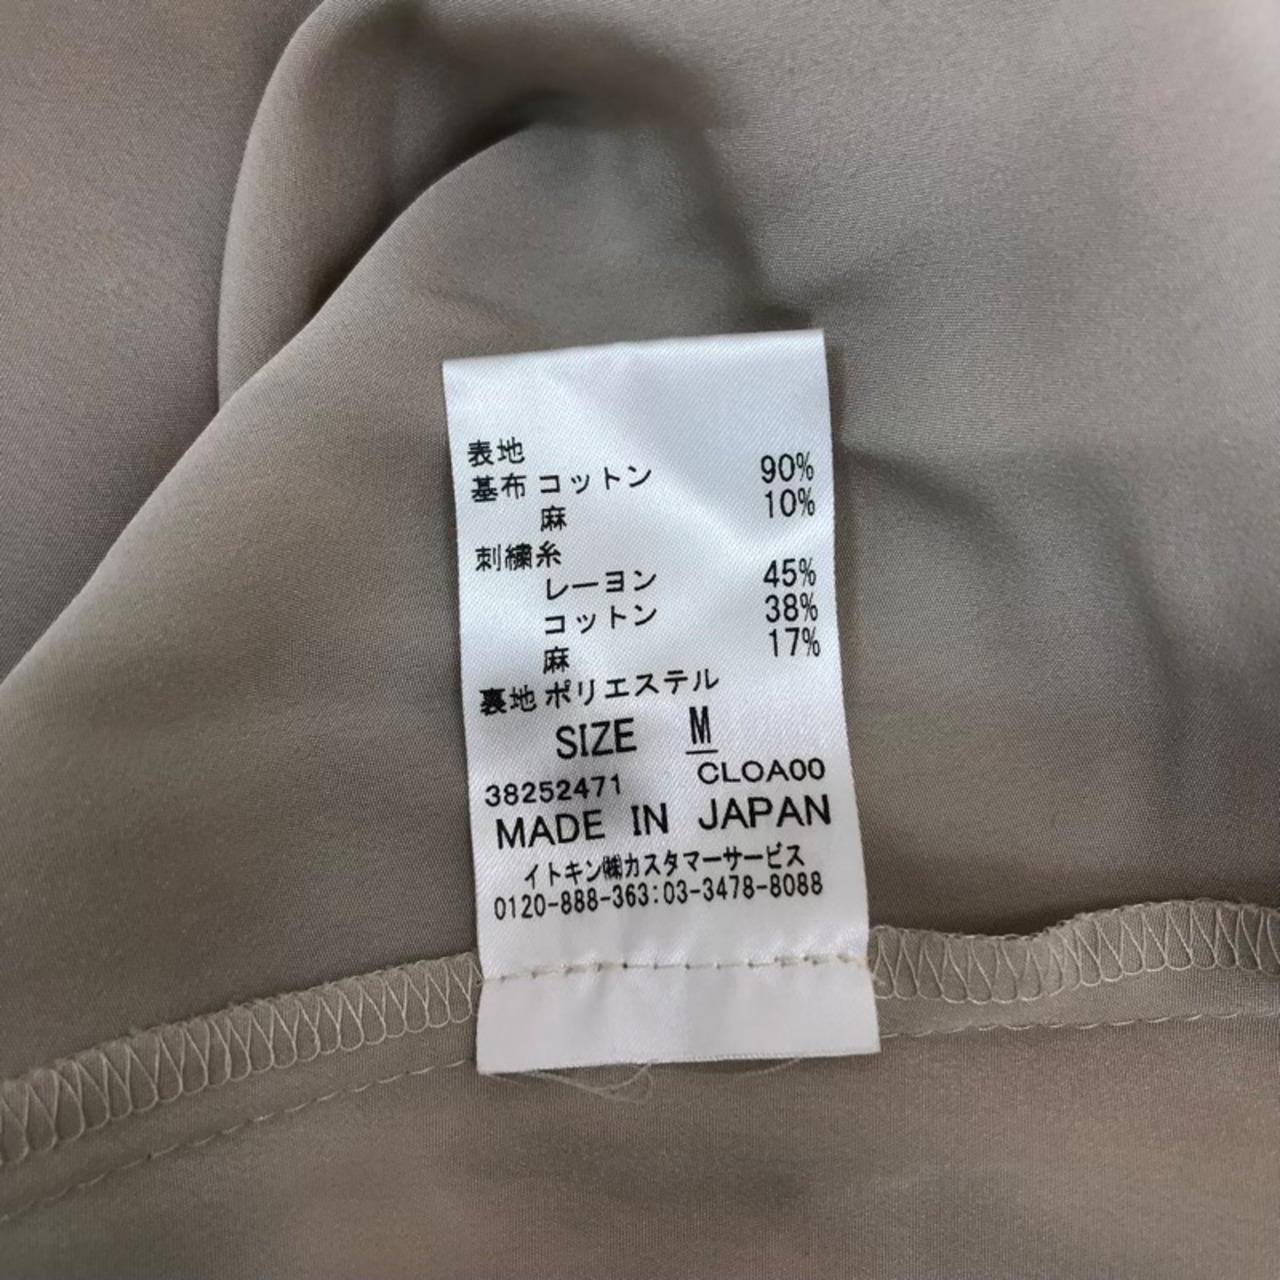 表地
基布 コットン 90%
麻 10%
刺繍糸
レーヨン 45%
コットン 38%
麻 17%
裏地 ポリエステル
SIZE M
38252471 CLOA00
MADE IN JAPAN
イトキン㈱カスタマーサービス
0120-888-363:03-3478-8088